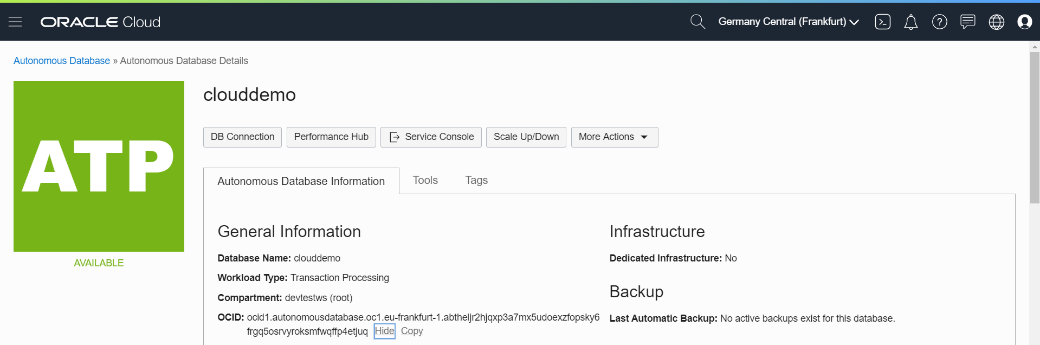 ORACLE Cloud
Germany Central (Frankfurt)
Autonomous Database » Autonomous Database Details
ATP
AVAILABLE
clouddemo
DB Connection Performance Hub Service Console Scale Up/Down More Actions
Autonomous Database Information Tools Tags
General Information
Database Name: clouddemo
Workload Type: Transaction Processing
Compartment: devtestws (root)
OCID: ocid1.autonomousdatabase.oc1.eu-frankfurt-1.abtheljr2hjqxp3a7mx5udoexzfopsky6
frgq5osrvyroksmfwqffp4etjuq Hide Copy
Infrastructure
Dedicated Infrastructure: No
Backup
Last Automatic Backup: No active backups exist for this database.